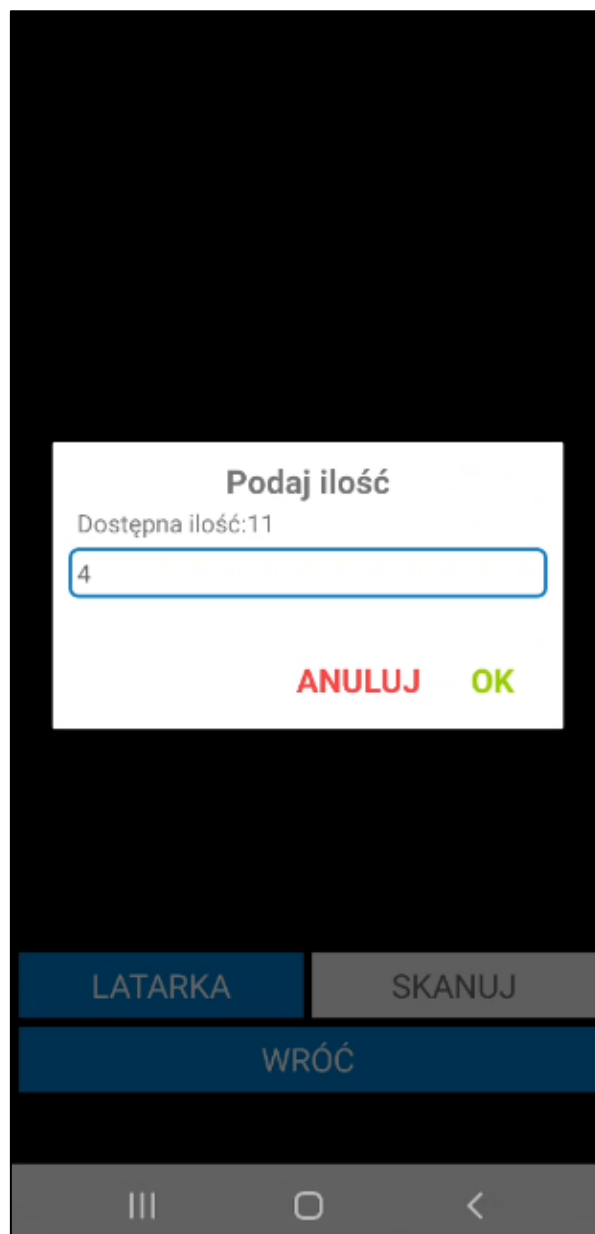 Podaj ilość
Dostępna ilość:11
4
ANULUJ OK
LATARKA SKANUJ
WRÓĆ